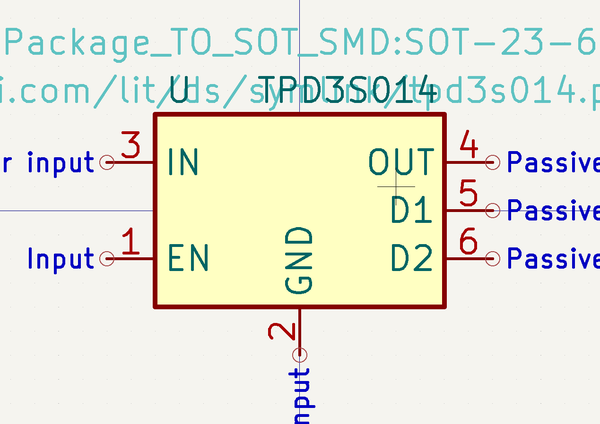 Package_TO_SOT_SMD:SOT-23-6
i.com/lit/ds/symlink/tpd3s014.p
U TPD3S014
r input 3 IN OUT 4 Passive
D1 5 Passive
Input 1 EN D2 6 Passive
GND
2
nput